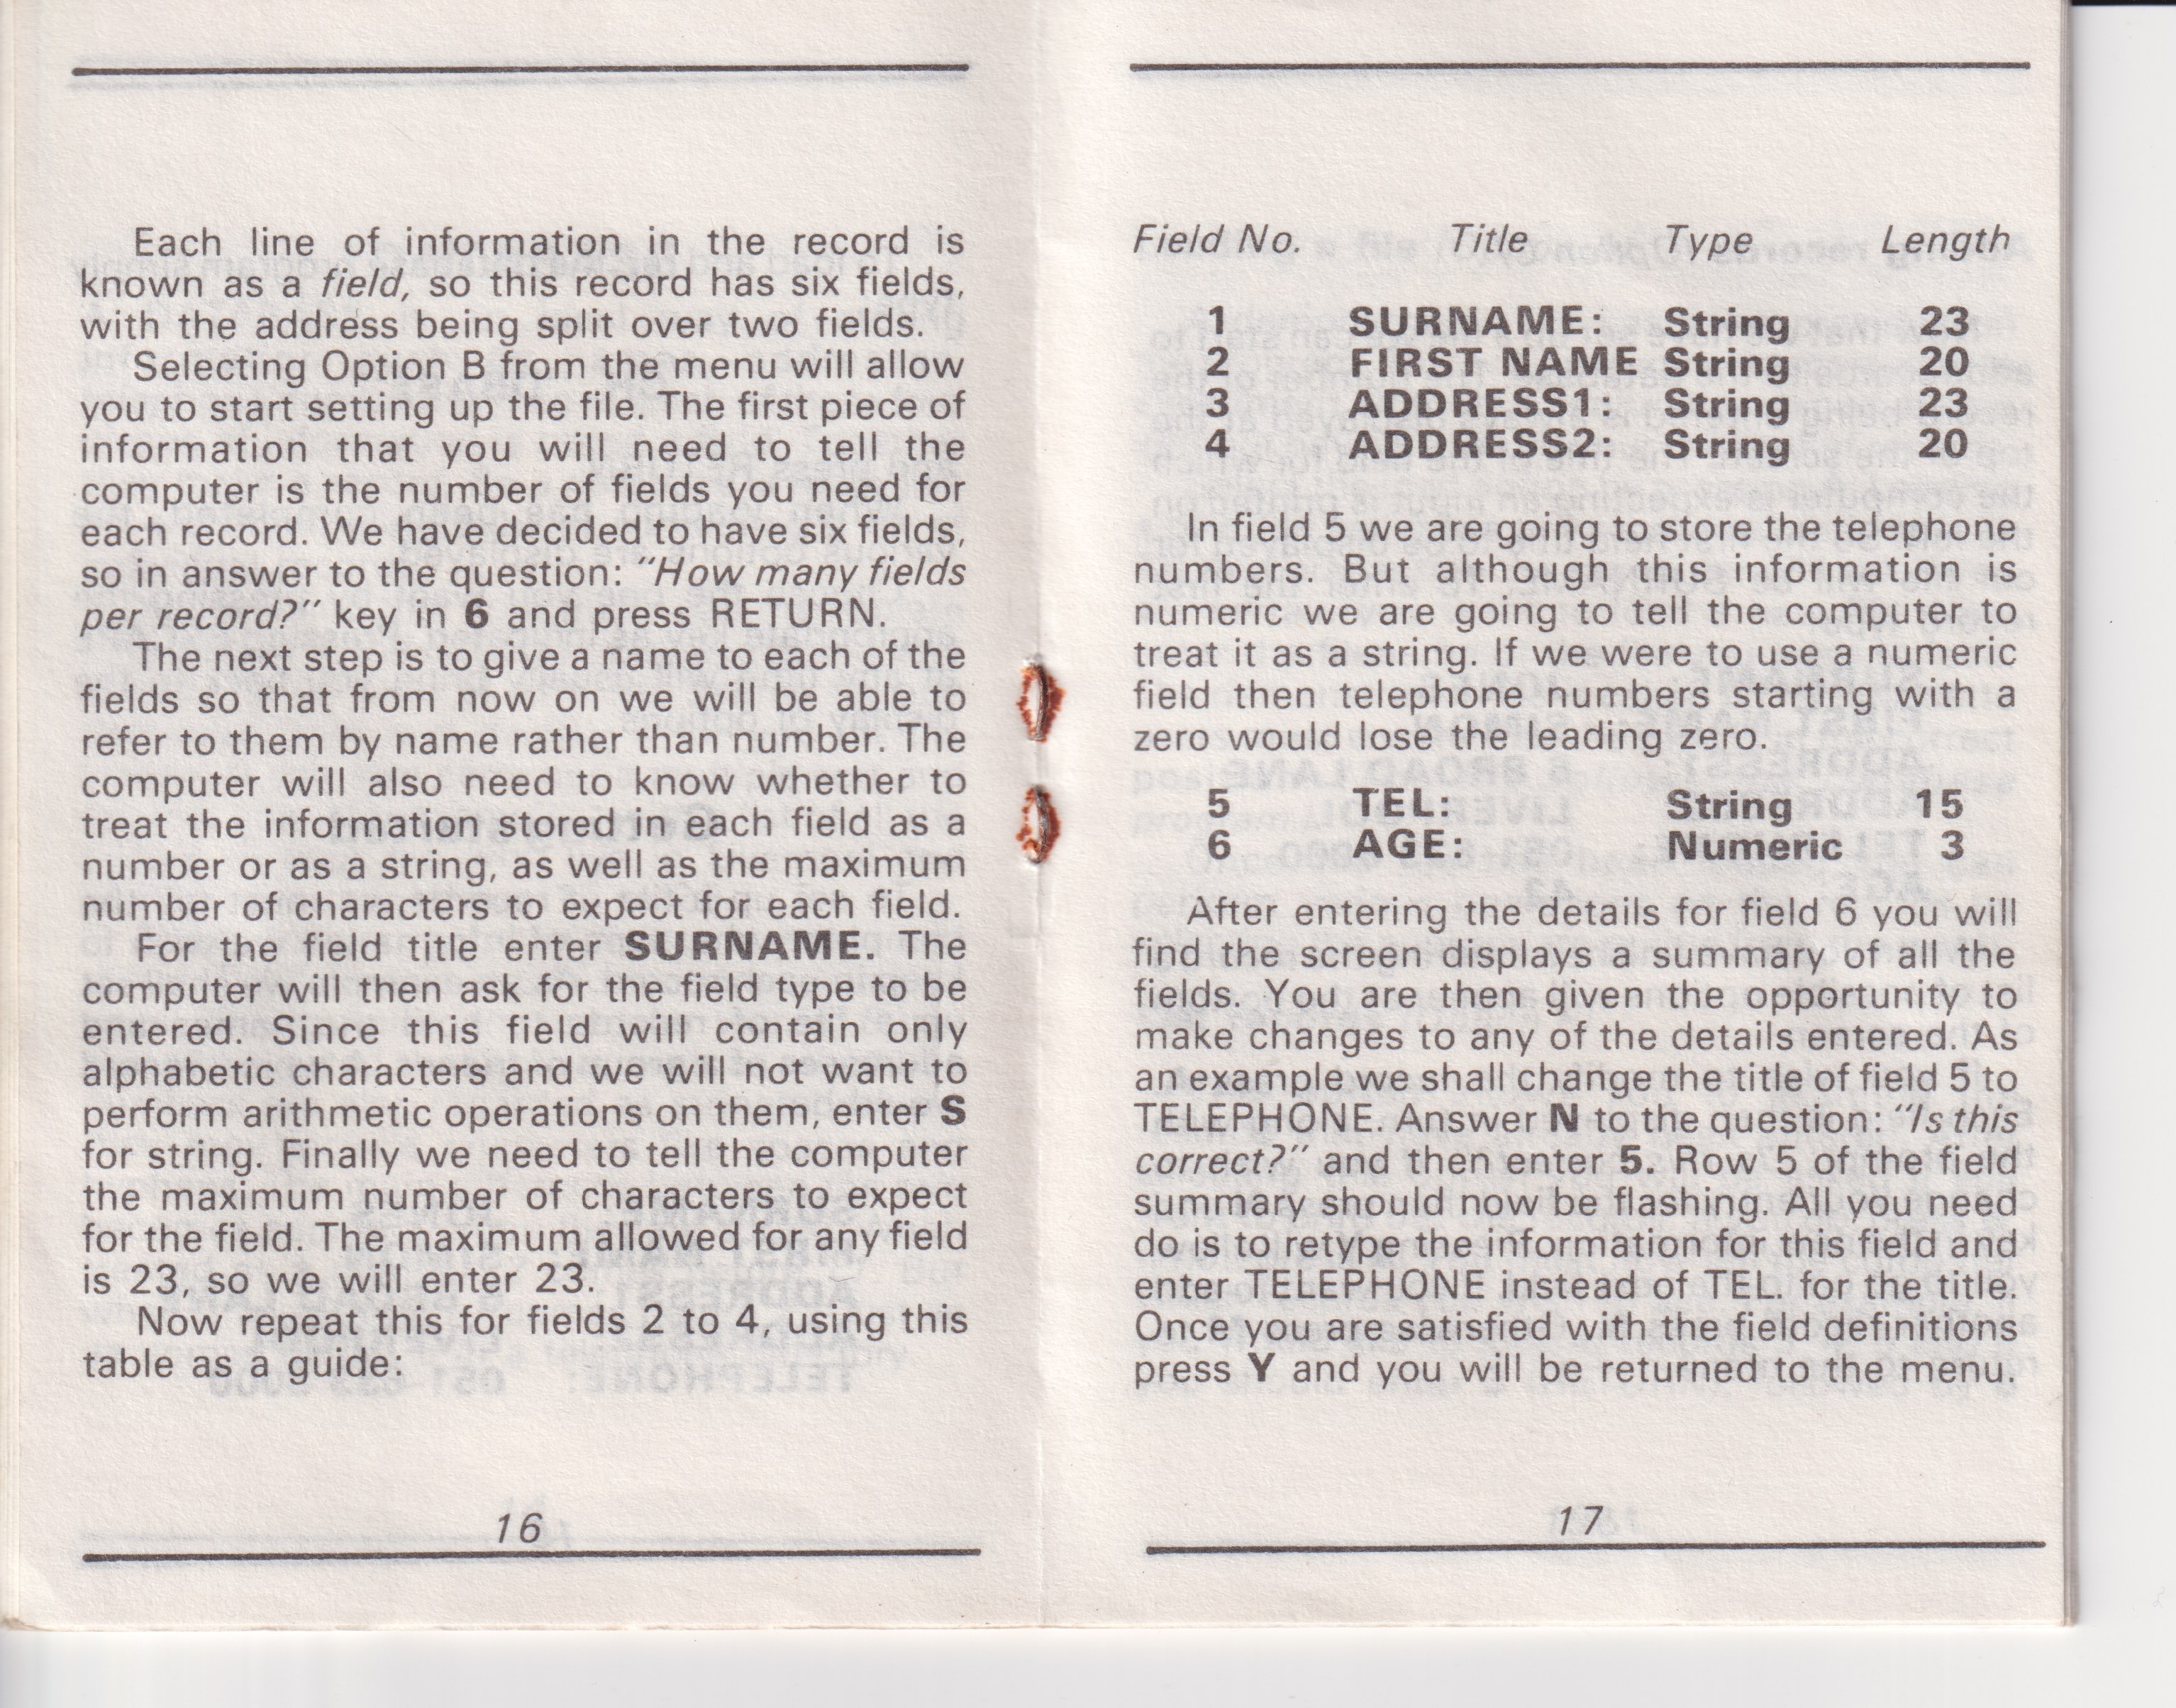 Each line of information in the record is
known as a field, so this record has six fields,
with the address being split over two fields.
Selecting Option B from the menu will allow
you to start setting up the file. The first piece of
information that you will need to tell the
computer is the number of fields you need for
each record. We have decided to have six fields,
so in answer to the question: "How many fields
per record?" key in 6 and press RETURN.
The next step is to give a name to each of the
fields so that from now on we will be able to
refer to them by name rather than number. The
computer will also need to know whether to
treat the information stored in each field as a
number or as a string, as well as the maximum
number of characters to expect for each field.
For the field title enter SURNAME. The
computer will then ask for the field type to be
entered. Since this field will contain only
alphabetic characters and we will not want to
perform arithmetic operations on them, enter S
for string. Finally we need to tell the computer
the maximum number of characters to expect
for the field. The maximum allowed for any field
is 23, so we will enter 23.
Now repeat this for fields 2 to 4, using this
table as a guide:
16
Field No. Title Type Length
1 SURNAME: String 23
2 FIRST NAME String 20
3 ADDRESS1: String 23
4 ADDRESS2: String 20
In field 5 we are going to store the telephone
numbers. But although this information is
numeric we are going to tell the computer to
treat it as a string. If we were to use a numeric
field then telephone numbers starting with a
zero would lose the leading zero.
5 TEL: String 15
6 AGE: Numeric 3
After entering the details for field 6 you will
find the screen displays a summary of all the
fields. You are then given the opportunity to
make changes to any of the details entered. As
an example we shall change the title of field 5 to
TELEPHONE. Answer N to the question: "Is this
correct?" and then enter 5. Row 5 of the field
summary should now be flashing. All you need
do is to retype the information for this field and
enter TELEPHONE instead of TEL. for the title.
Once you are satisfied with the field definitions
press Y and you will be returned to the menu.
17